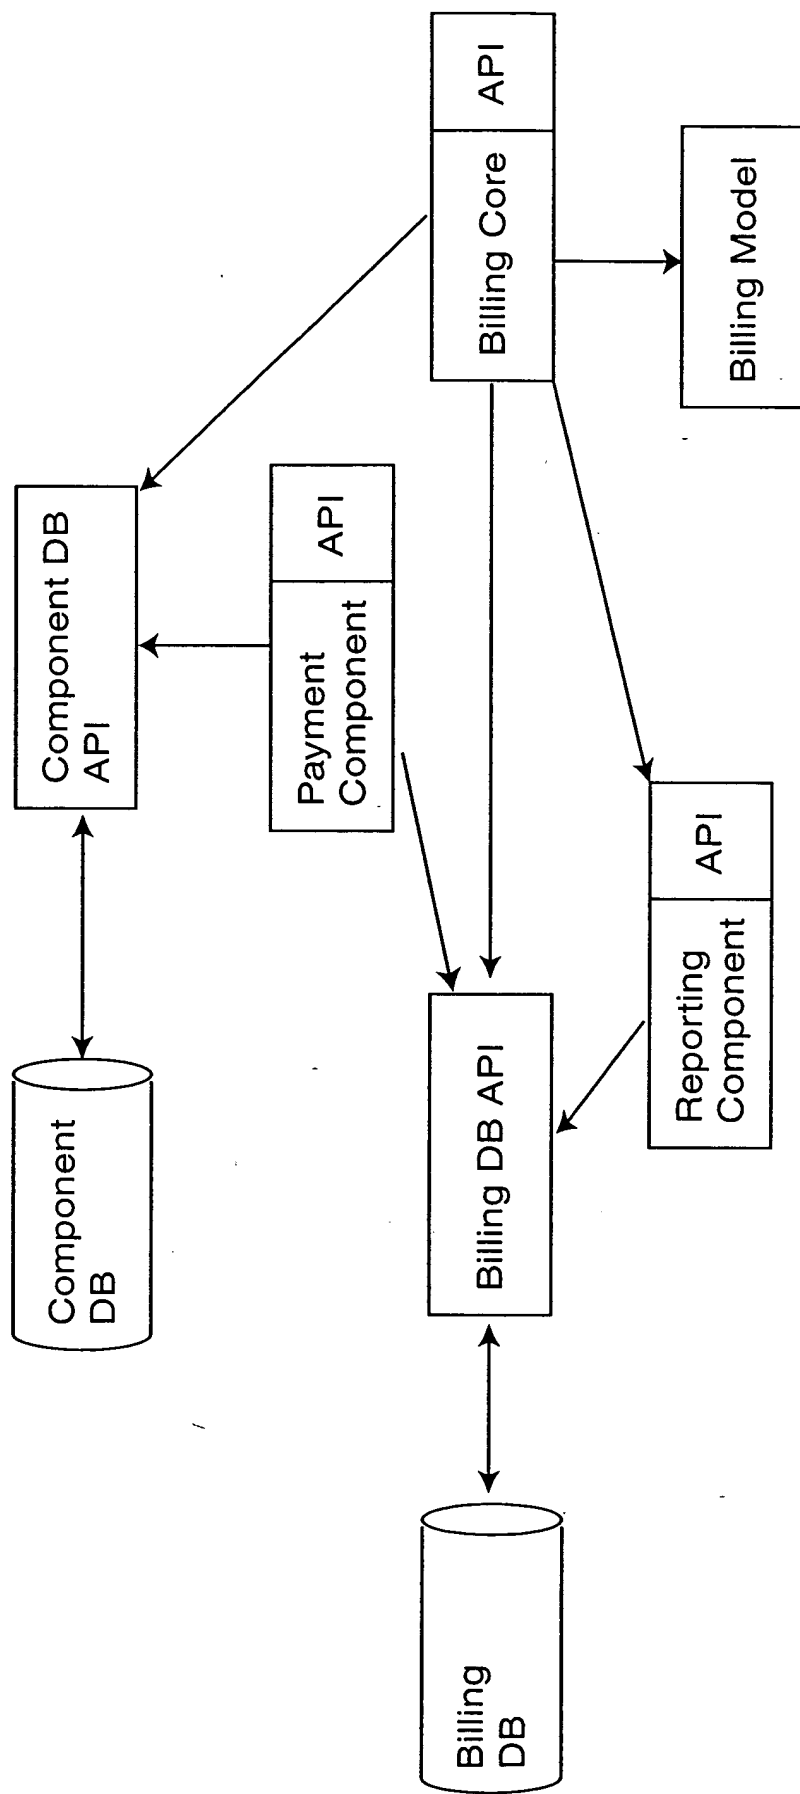 Component
DB
Component DB
API
Payment
Component
API
Billing
DB
Billing DB API
Billing Core
API
Reporting
Component
API
Billing Model